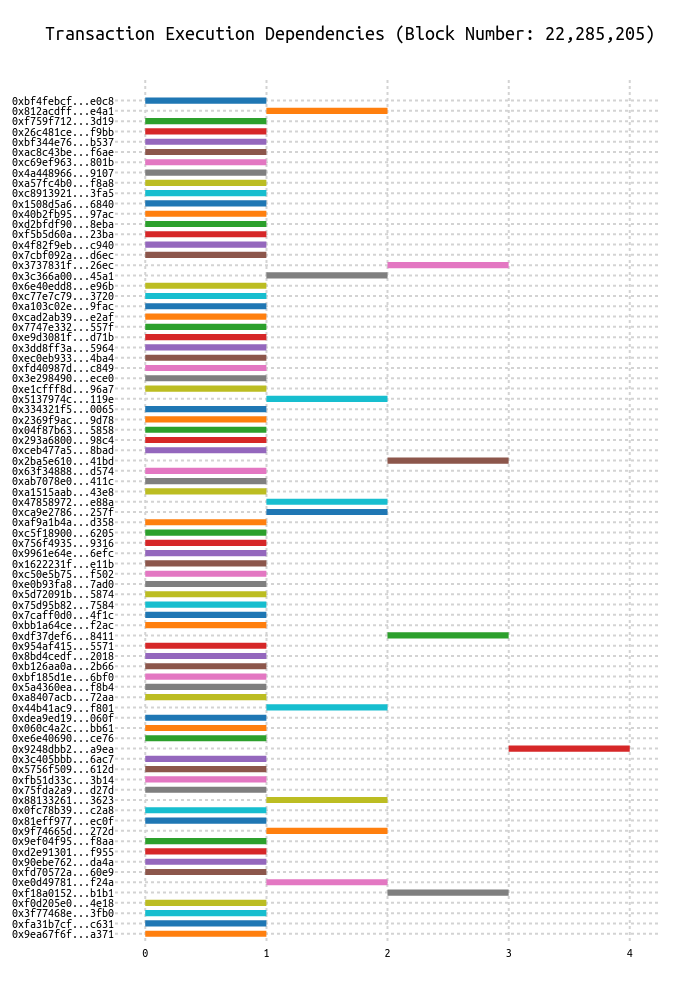 Transaction Execution Dependencies (Block Number: 22,285,205)
0xbf4febcf...e0c8
0x812acdff...e4a1
0xf759f712...3d19
0x26c481ce...f9bb
0xbf344e76...b537
0xac8c43be...f6ae
0xc69ef963...801b
0x4a448966...9107
0xa57fc4b0...f8a8
0xc8913921...3fa5
0x1508d5a6...6840
0x40b2fb95...97ac
0xd2bfdf90...8eba
0xf5b5d60a...23ba
0x4f82f9eb...c940
0x7cbf092a...d6ec
0x3737831f...26ec
0x3c366a00...45a1
0x6e40edd8...e96b
0xc77e7c79...3720
0xa103c02e...9fac
0xcad2ab39...e2af
0x7747e332...557f
0xe9d3081f...d71b
0x3dd8ff3a...5964
0xec0eb933...4ba4
0xfd40987d...c849
0x3e298490...ece0
0xe1cfff8d...96a7
0x5137974c...119e
0x334321f5...0065
0x2369f9ac...9d78
0x04f87b63...5858
0x293a6800...98c4
0xceb477a5...8bad
0x2ba5e610...41bd
0x63f34888...d574
0xab7078e0...411c
0xa1515aab...43e8
0x47858972...e88a
0xca9e2786...257f
0xaf9a1b4a...d358
0xc5f18900...6205
0x756f4935...9316
0x9961e64e...6efc
0x1622231f...e11b
0xc50e5b75...f502
0xe0b93fa8...7ad0
0x5d72091b...5874
0x75d95b82...7584
0x7caff0d0...4f1c
0xbb1a64ce...f2ac
0xdf37def6...8411
0x954af415...5571
0x8bd4cedf...2018
0xb126aa0a...2b66
0xbf185d1e...6bf0
0x5a4360ea...f8b4
0xa8407acb...72aa
0x44b41ac9...f801
0xdea9ed19...060f
0x060c4a2c...bb61
0xe6e40690...ce76
0x9248dbb2...a9ea
0x3c405bbb...6ac7
0x5756f509...612d
0xfb51d33c...3b14
0x75fda2a9...d27d
0x88133261...3623
0x0fc78b39...c2a8
0x81eff977...ec0f
0x9f74665d...272d
0x9ef04f95...f8aa
0xd2e91301...f955
0x90ebe762...da4a
0xfd70572a...60e9
0xe0d49781...f24a
0xf18a0152...b1b1
0xf0d205e0...4e18
0x3f77468e...3fb0
0xfa31b7cf...c631
0x9ea67f6f...a371
0 1 2 3 4